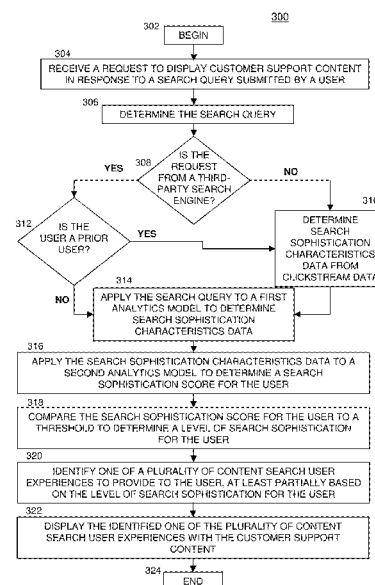 300
302
BEGIN
304
RECEIVE A REQUEST TO DISPLAY CUSTOMER SUPPORT CONTENT
IN RESPONSE TO A SEARCH QUERY SUBMITTED BY A USER
306
DETERMINE THE SEARCH QUERY
308
IS THE
REQUEST
FROM A THIRD-
PARTY SEARCH
ENGINE?
YES
NO
312
IS THE
USER A PRIOR
USER?
YES
NO
310
DETERMINE
SEARCH
SOPHISTICATION
CHARACTERISTICS
DATA FROM
CLICKSTREAM DATA
314
APPLY THE SEARCH QUERY TO A FIRST
ANALYTICS MODEL TO DETERMINE
SEARCH SOPHISTICATION
CHARACTERISTICS DATA
316
APPLY THE SEARCH SOPHISTICATION CHARACTERISTICS DATA TO A
SECOND ANALYTICS MODEL TO DETERMINE A SEARCH
SOPHISTICATION SCORE FOR THE USER
318
COMPARE THE SEARCH SOPHISTICATION SCORE FOR THE USER TO A
THRESHOLD TO DETERMINE A LEVEL OF SEARCH SOPHISTICATION
FOR THE USER
320
IDENTIFY ONE OF A PLURALITY OF CONTENT SEARCH USER
EXPERIENCES TO PROVIDE TO THE USER, AT LEAST PARTIALLY BASED
ON THE LEVEL OF SEARCH SOPHISTICATION FOR THE USER
322
DISPLAY THE IDENTIFIED ONE OF THE PLURALITY OF CONTENT
SEARCH USER EXPERIENCES WITH THE CUSTOMER SUPPORT
CONTENT
324
END